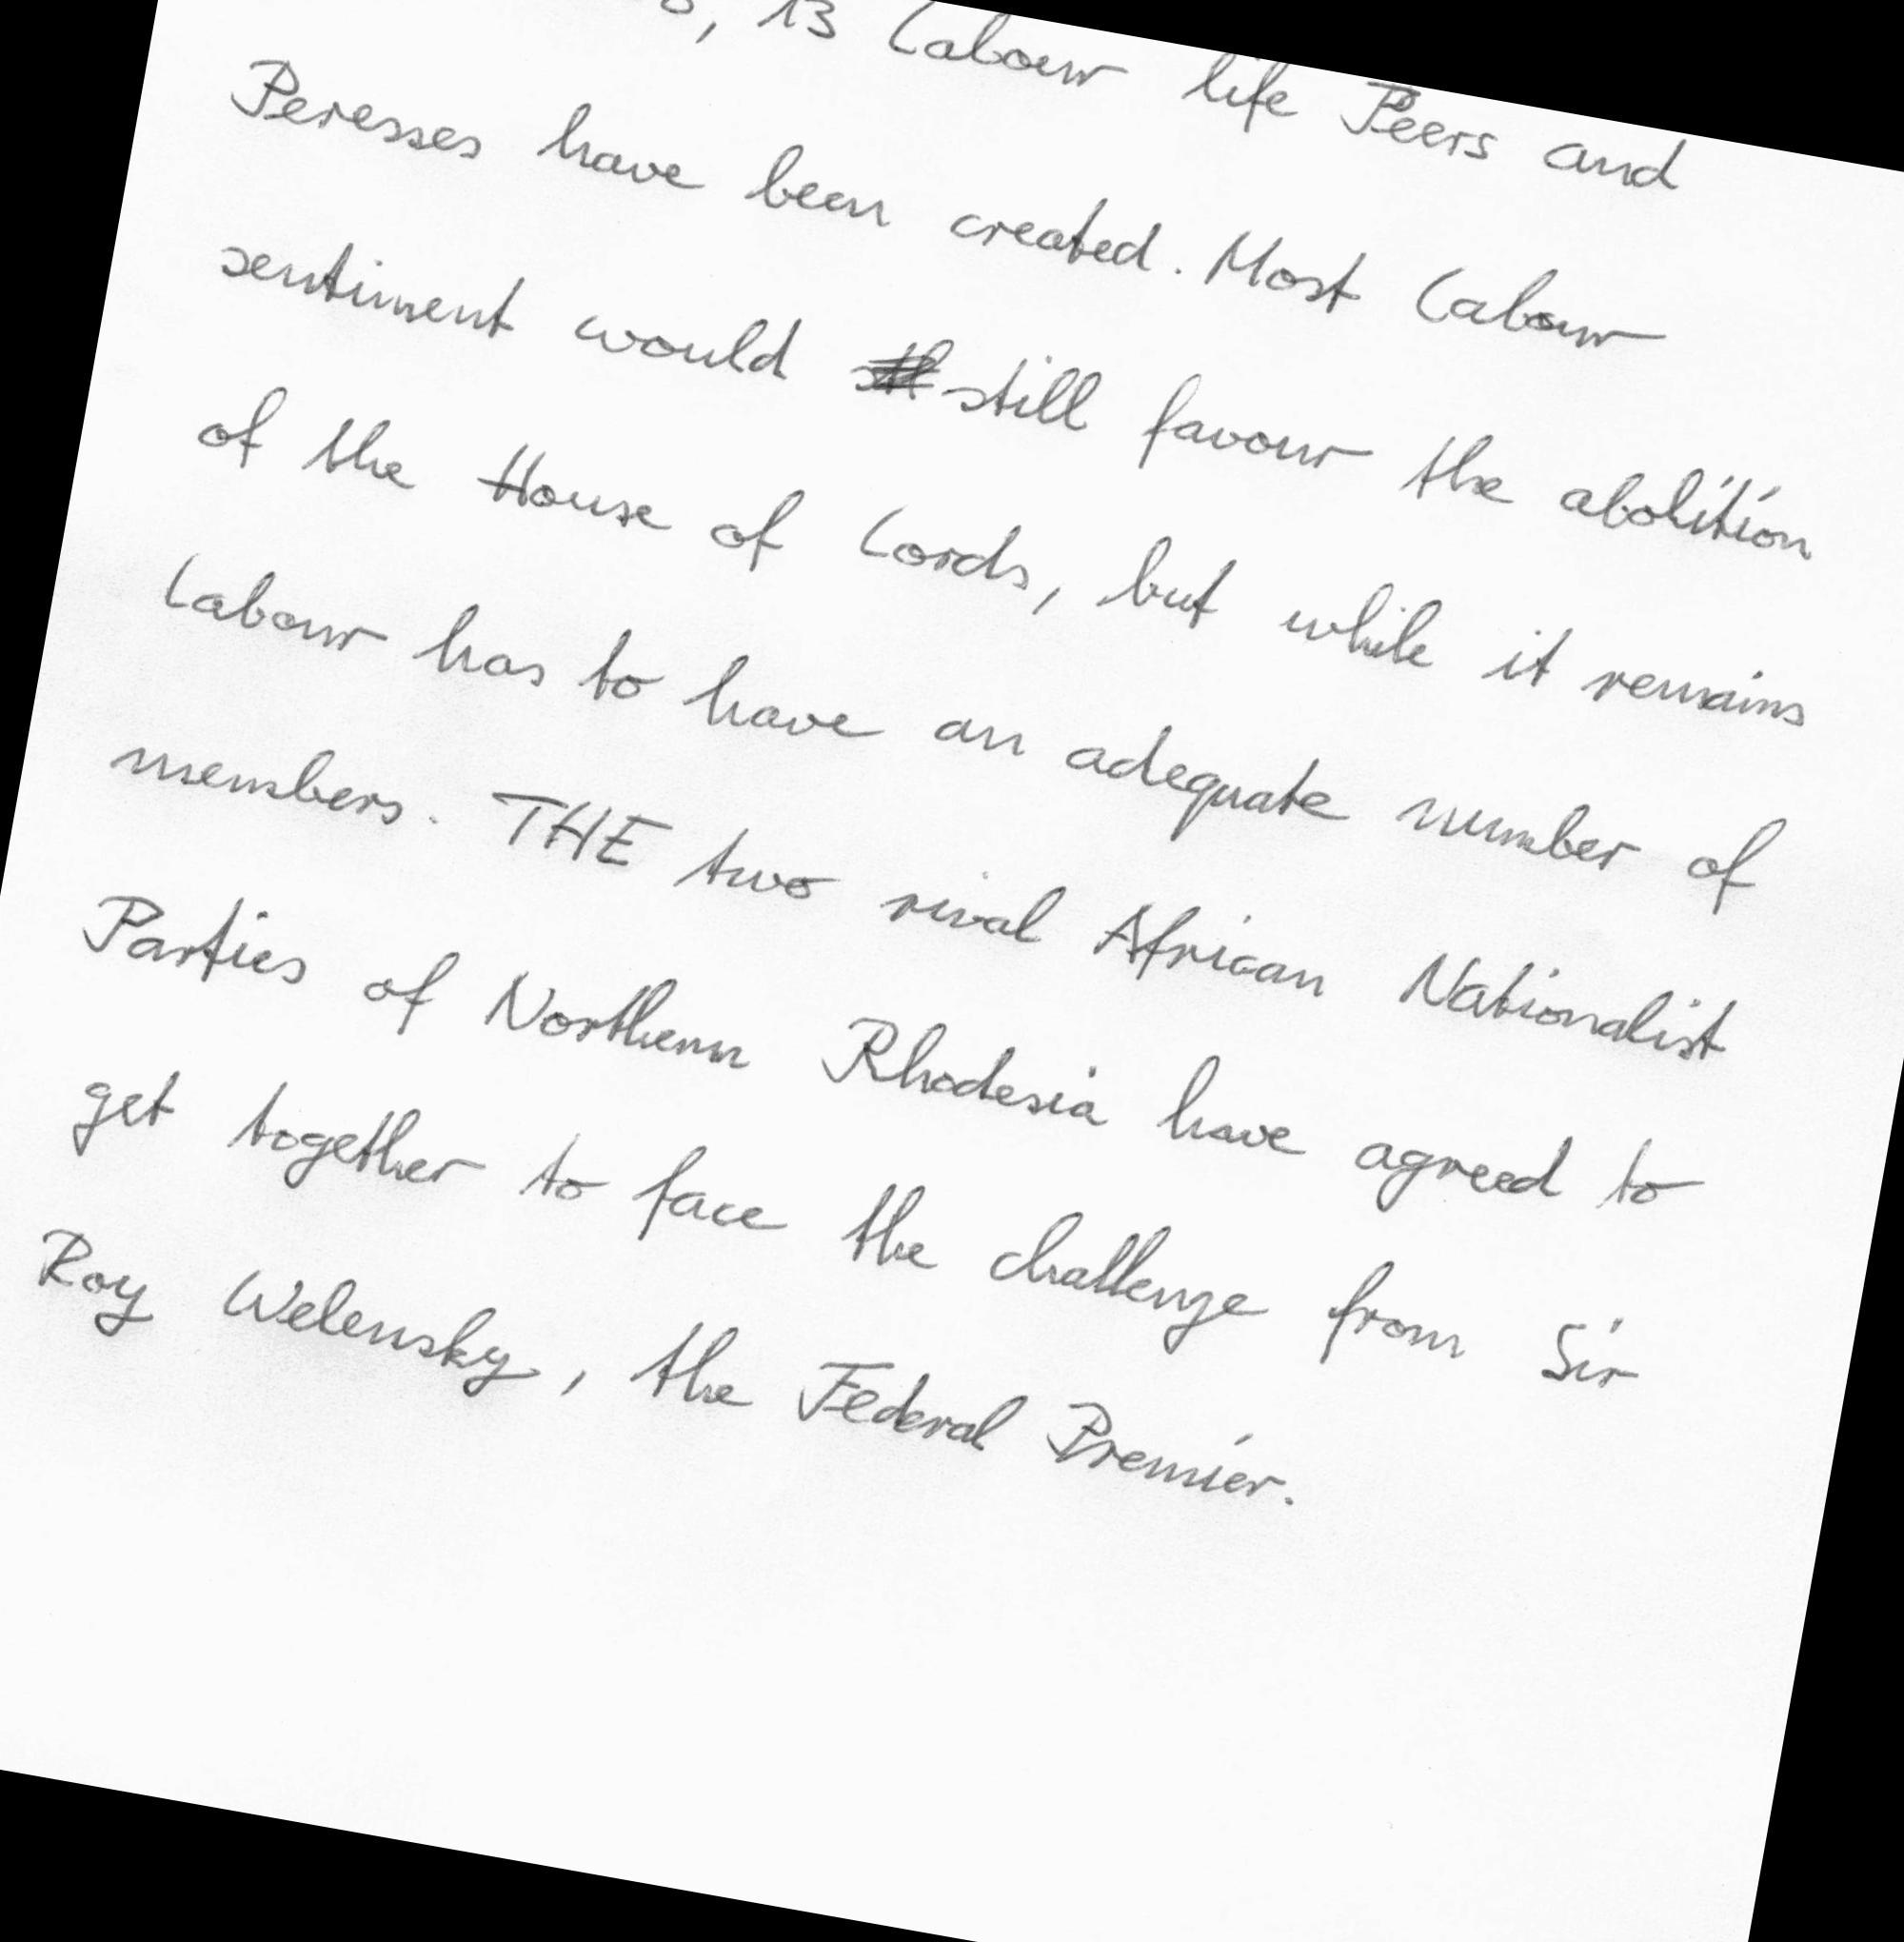 13 Labour life Peers and
Peresses have been created. Most Labour
sentiment would still favour the abolition
of the House of Lords, but while it remains
Labour has to have an adequate number of
members. THE two rival African Nationalist
Parties of Northern Rhodesia have agreed to
get together to face the challenge from Sir
Roy Welensky, the Federal Premier.